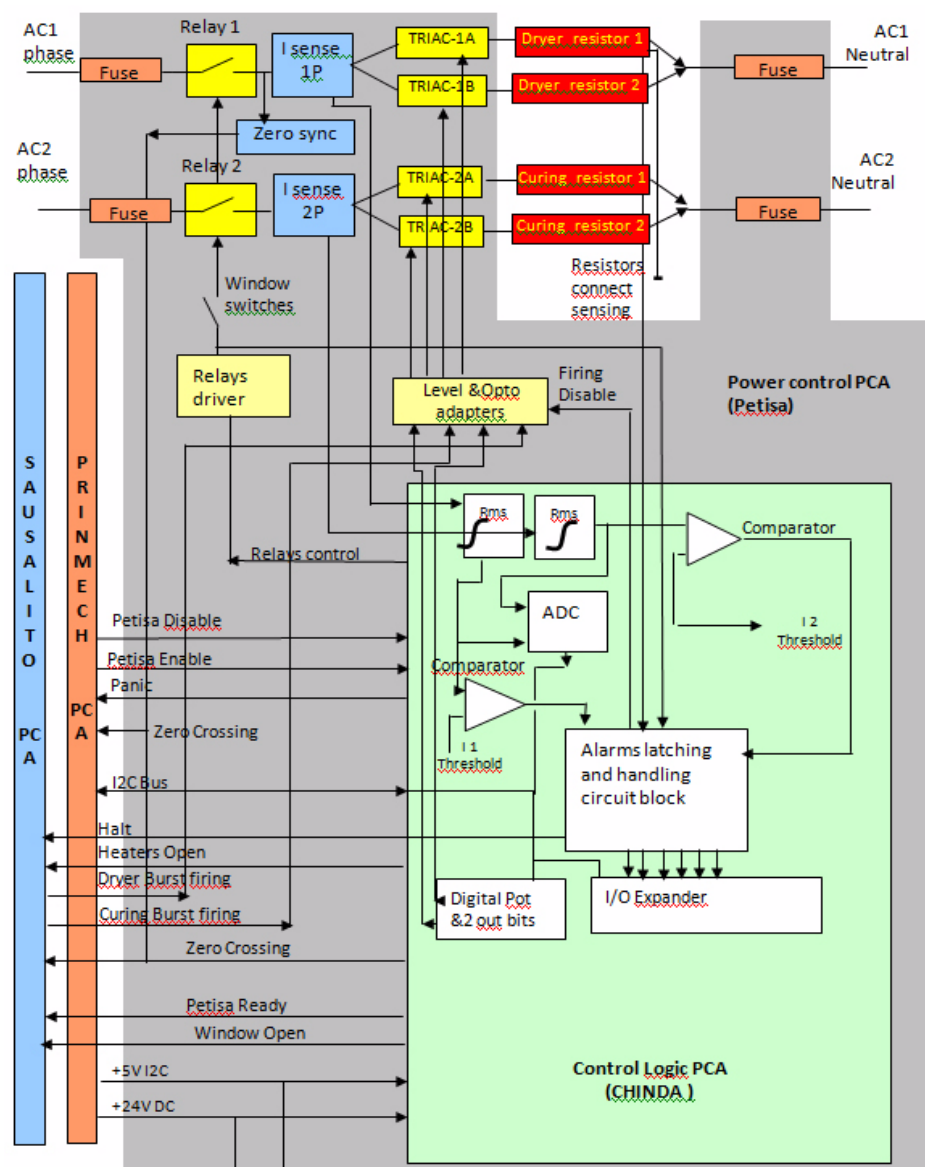 AC1
phase
Fuse
Relay 1
I sense
1P
TRIAC-1A
TRIAC-1B
Dryer resistor 1
Dryer resistor 2
Fuse
AC1
Neutral
Zero sync
AC2
phase
Fuse
Relay 2
I sense
2P
TRIAC-2A
TRIAC-2B
Curing resistor 1
Curing resistor 2
Fuse
AC2
Neutral
Resistors
connect
sensing
Window
switches
Relays
driver
Level &Opto
adapters
Firing
Disable
Power control PCA
(Petisa)
SAUSALITO PCA
PRINMECH PCA
Rms
Rms
Comparator
Relays control
ADC
I 2
Threshold
Petisa Disable
Petisa Enable
Panic
Zero Crossing
Comparator
I 1
Threshold
Alarms latching
and handling
circuit block
I2C Bus
Halt
Heaters Open
Dryer Burst firing
Curing Burst firing
Digital Pot
&2 out bits
I/O Expander
Zero Crossing
Petisa Ready
Window Open
+5V I2C
+24V DC
Control Logic PCA
(CHINDA )